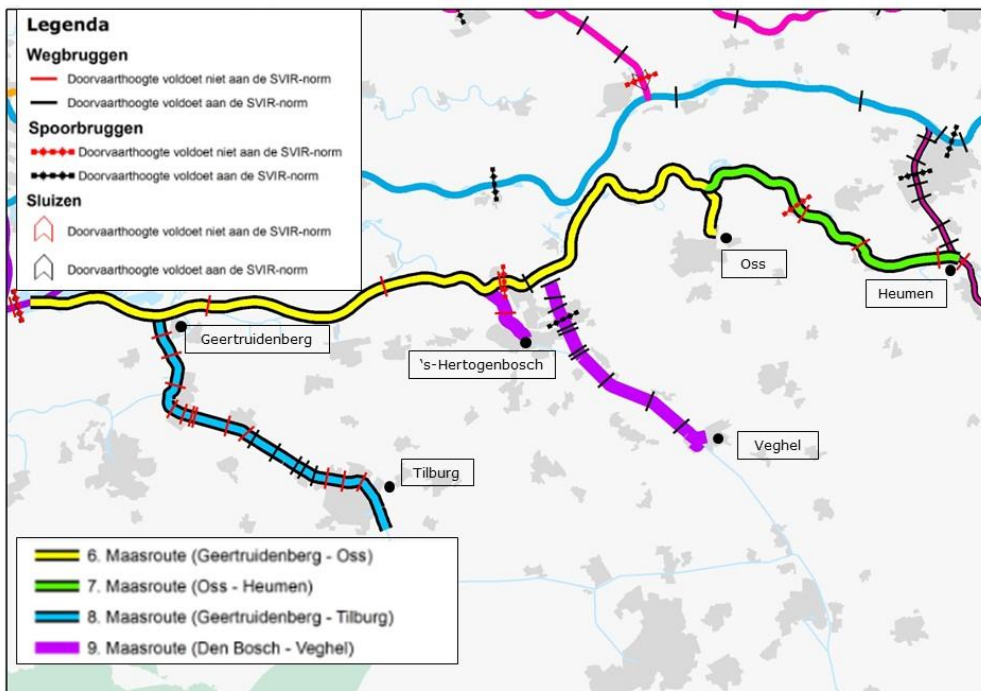 Legenda
Wegbruggen
Doorvaarthoogte voldoet niet aan de SVIR-norm
Doorvaarthoogte voldoet aan de SVIR-norm
Spoorbruggen
Doorvaarthoogte voldoet niet aan de SVIR-norm
Doorvaarthoogte voldoet aan de SVIR-norm
Sluizen
Doorvaarthoogte voldoet niet aan de SVIR-norm
Doorvaarthoogte voldoet aan de SVIR-norm
Oss
Heumen
Geertruidenberg
's-Hertogenbosch
Veghel
Tilburg
6. Maasroute (Geertruidenberg - Oss)
7. Maasroute (Oss - Heumen)
8. Maasroute (Geertruidenberg - Tilburg)
9. Maasroute (Den Bosch - Veghel)